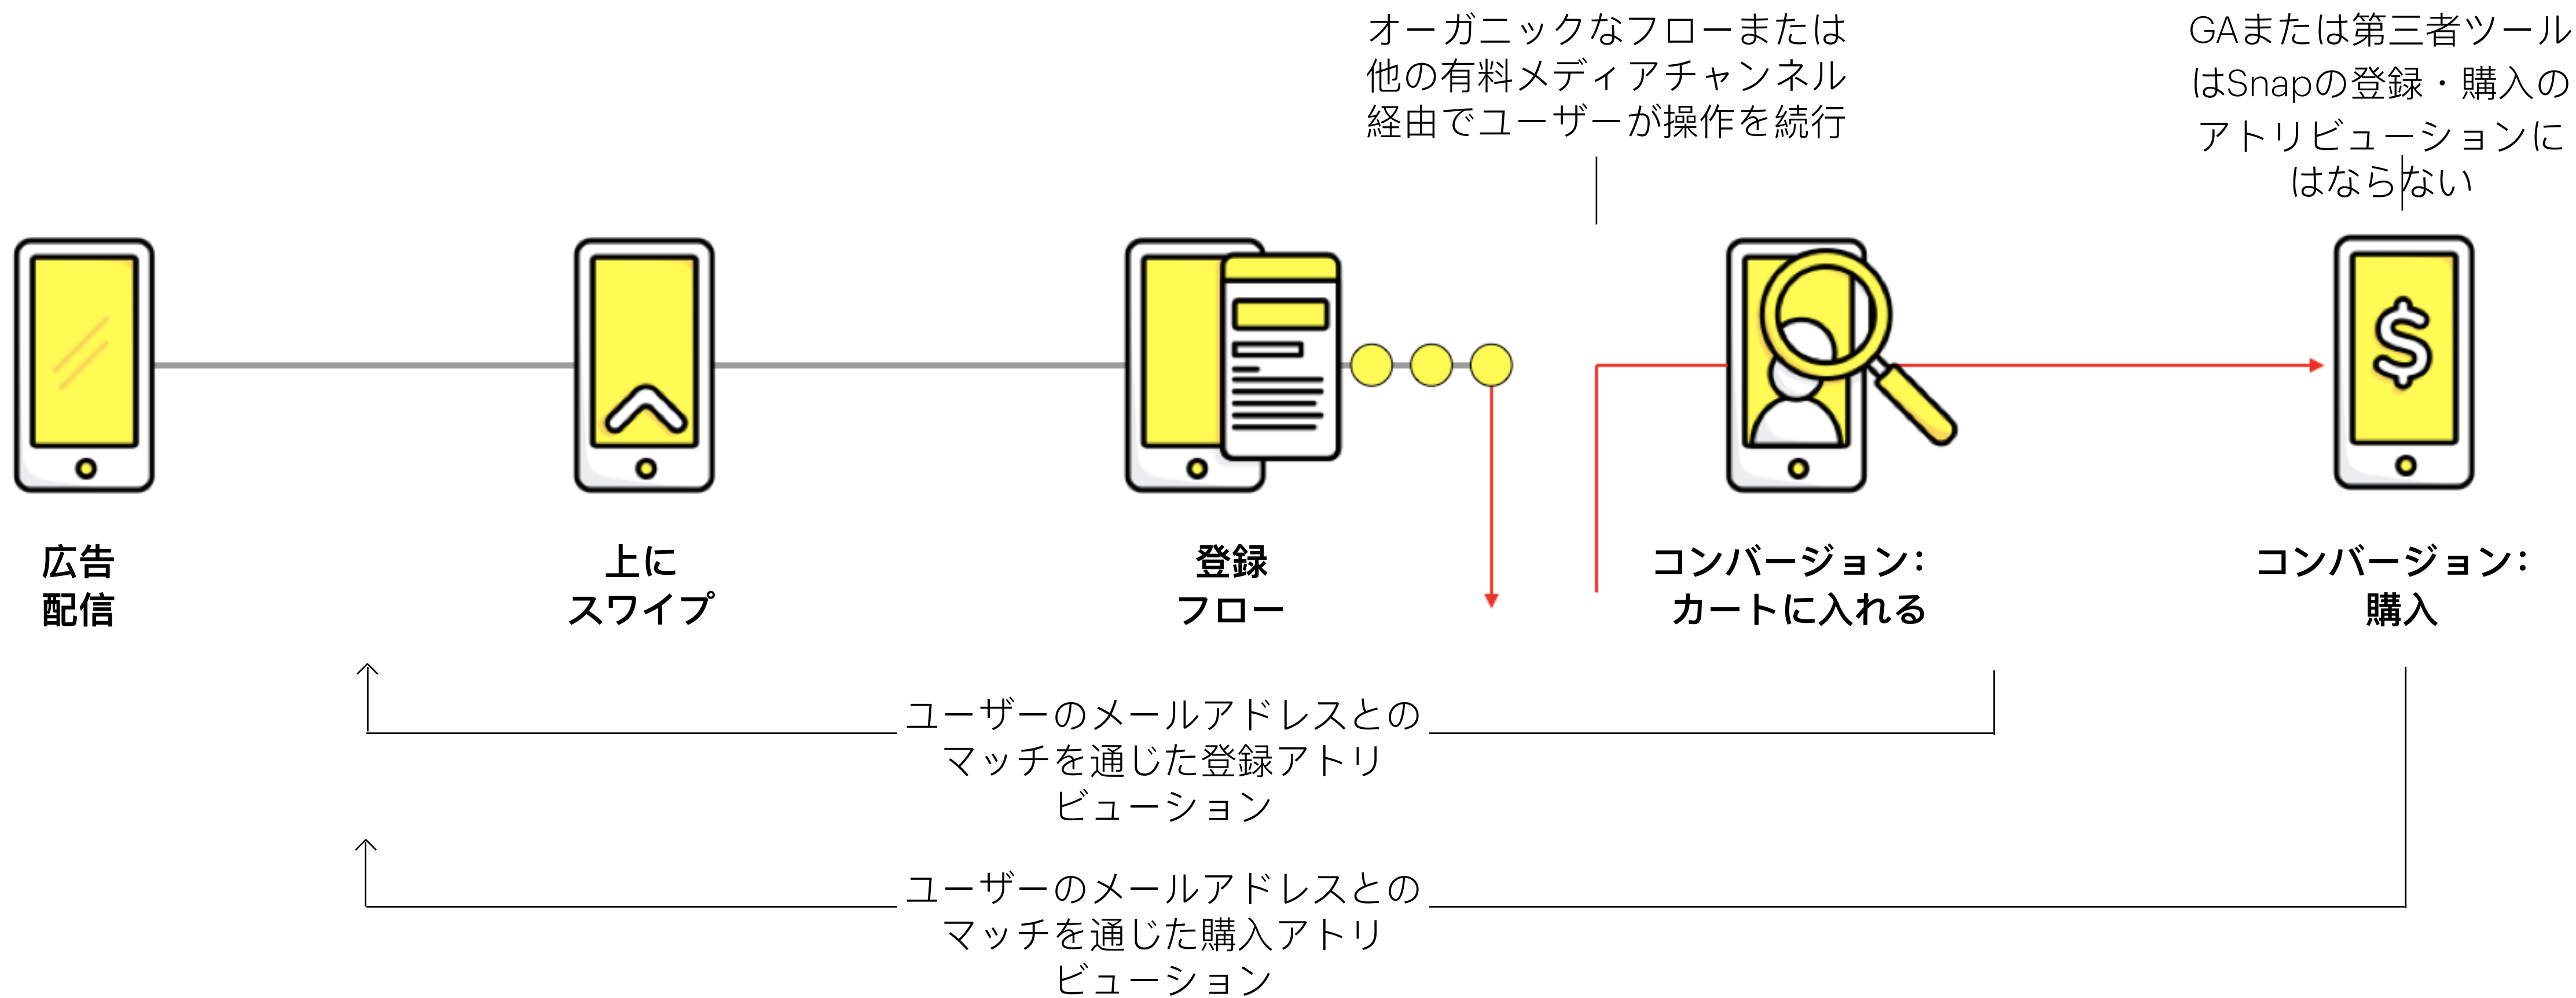 オーガニックなフローまたは
他の有料メディアチャンネル
経由でユーザーが操作を続行
GAまたは第三者ツール
はSnapの登録・購入の
アトリビューションに
はならない
広告
配信
上に
スワイプ
登録
フロー
コンバージョン：
カートに入れる
コンバージョン：
購入
ユーザーのメールアドレスとの
マッチを通じた登録アトリ
ビューション
ユーザーのメールアドレスとの
マッチを通じた購入アトリ
ビューション